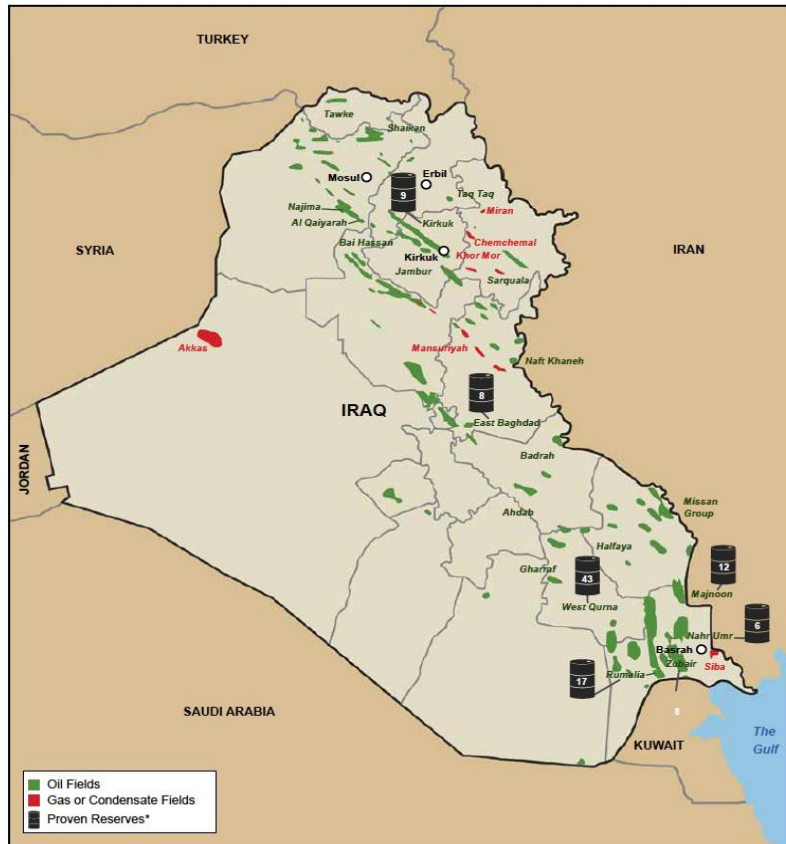 TURKEY
Tawke
Shaikan
Mosul
Erbil
9
Taq Taq
Najima
Al Qaiyarah
Kirkuk
Miran
SYRIA
Bai Hassan
Chemchemal
Kirkuk
Khor Mor
IRAN
Jambur
Sarquala
Akkas
Mansuriyah
Naft Khaneh
8
IRAQ
East Baghdad
JORDAN
Badrah
Ahdab
Missan
Group
Halfaya
12
Gharraf
43
Majnoon
West Qurna
6
Nahr Umr
Basrah
Zubair
Siba
Rumalia
17
SAUDI ARABIA
8
The
Gulf
KUWAIT
Oil Fields
Gas or Condensate Fields
Proven Reserves*